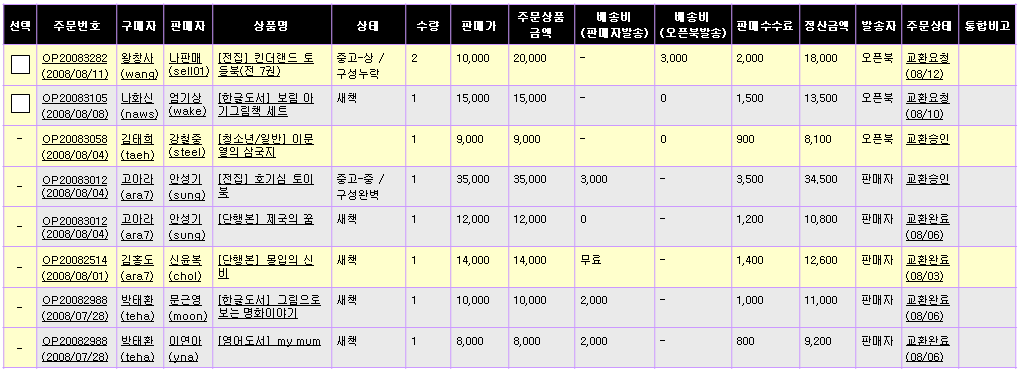 선택 주문번호 구매자 판매자 상품명 상태 수량 판매가 주문상품 금액 배송비 (판매자발송) 배송비 (오픈북발송) 판매수수료 정산금액 발송자 주문상태 통합비고
OP20083282 왕창사 나판매 [전집] 킨더랜드 토 중고-상 / 2 10,000 20,000 - 3,000 2,000 18,000 오픈북 교환요청
(2008/08/11) (wang) (sell01) 들북(전 7권) 구성누락 (08/12)
OP20083105 나화신 엄기상 [한글도서] 보림 아 새책 1 15,000 15,000 - 0 1,500 13,500 오픈북 교환요청
(2008/08/08) (naws) (wake) 기그림책 세트 (08/10)
- OP20083058 김태희 강철중 [청소년/일반] 이문 1 9,000 9,000 - 0 900 8,100 오픈북 교환승인
(2008/08/04) (taeh) (steel) 열의 삼국지
- OP20083012 고아라 안성기 [전집] 호기심 토이 중고-중 / 1 35,000 35,000 3,000 - 3,500 34,500 판매자 교환승인
(2008/08/04) (ara7) (sung) 북 구성완벽
- OP20083012 고아라 안성기 [단행본] 제국의 꿈 새책 1 12,000 12,000 0 - 1,200 10,800 판매자 교환완료
(2008/08/04) (ara7) (sung) (08/06)
- OP20082514 김홍도 신윤복 [단행본] 몰입의 신 새책 1 14,000 14,000 무료 - 1,400 12,600 판매자 교환완료
(2008/08/01) (ara7) (chol) 비 (08/03)
- OP20082988 박태환 문근영 [한글도서] 그림으로 새책 1 10,000 10,000 2,000 - 1,000 11,000 판매자 교환완료
(2008/07/28) (teha) (moon) 보는 명화이야기 (08/06)
- OP20082988 박태환 이연아 [영어도서] my mum 새책 1 8,000 8,000 2,000 - 800 9,200 판매자 교환완료
(2008/07/28) (teha) (yna) (08/06)